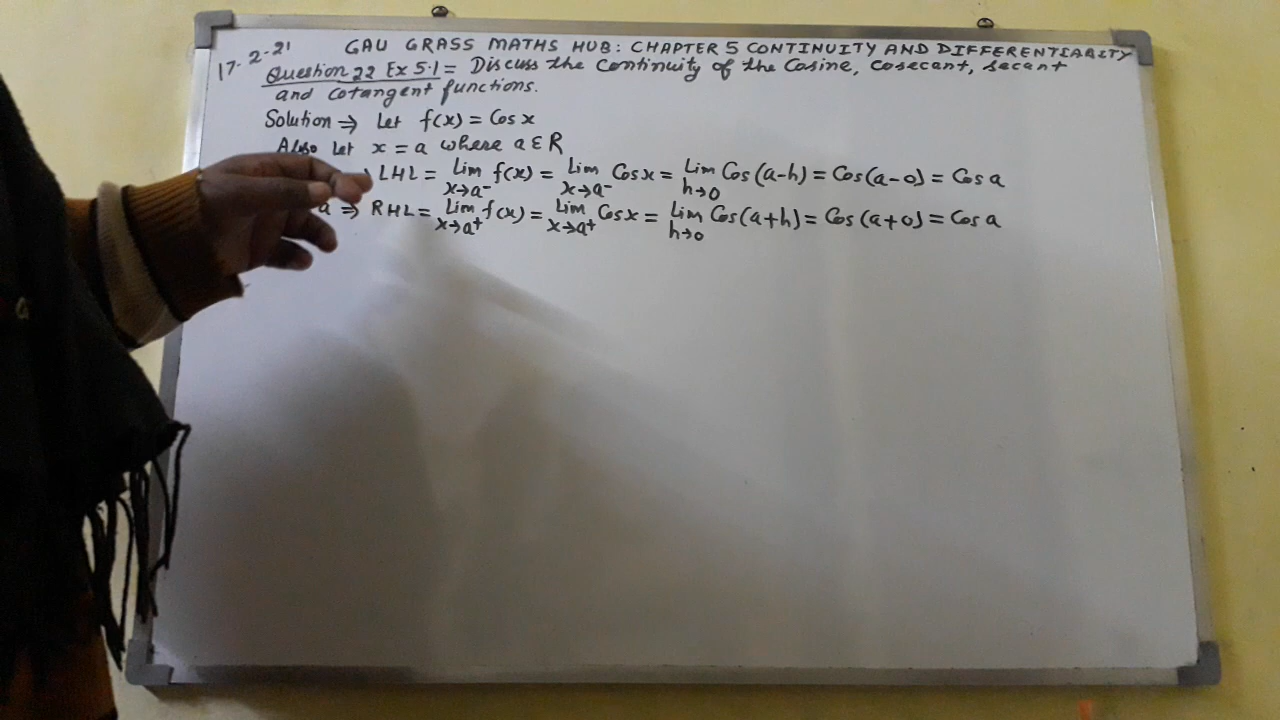 17-2-21 GAU GRASS MATHS HUB: CHAPTER 5 CONTINUITY AND DIFFERENTIABLITY
Question 22 Ex 5.1 = Discuss the Continuity of the Cosine, cosecant, secant
and cotangent functions.
Solution ⇒ Let f(x) = Cos x
Also Let x = a where a ∈ R
LHL = Lim x→a⁻ f(x) = Lim x→a⁻ Cos x = Lim h→0 Cos (a-h) = Cos (a-0) = Cos a
a ⇒ RHL = Lim x→a⁺ f(x) = Lim x→a⁺ Cos x = Lim h→0 Cos (a+h) = Cos (a+0) = Cos a